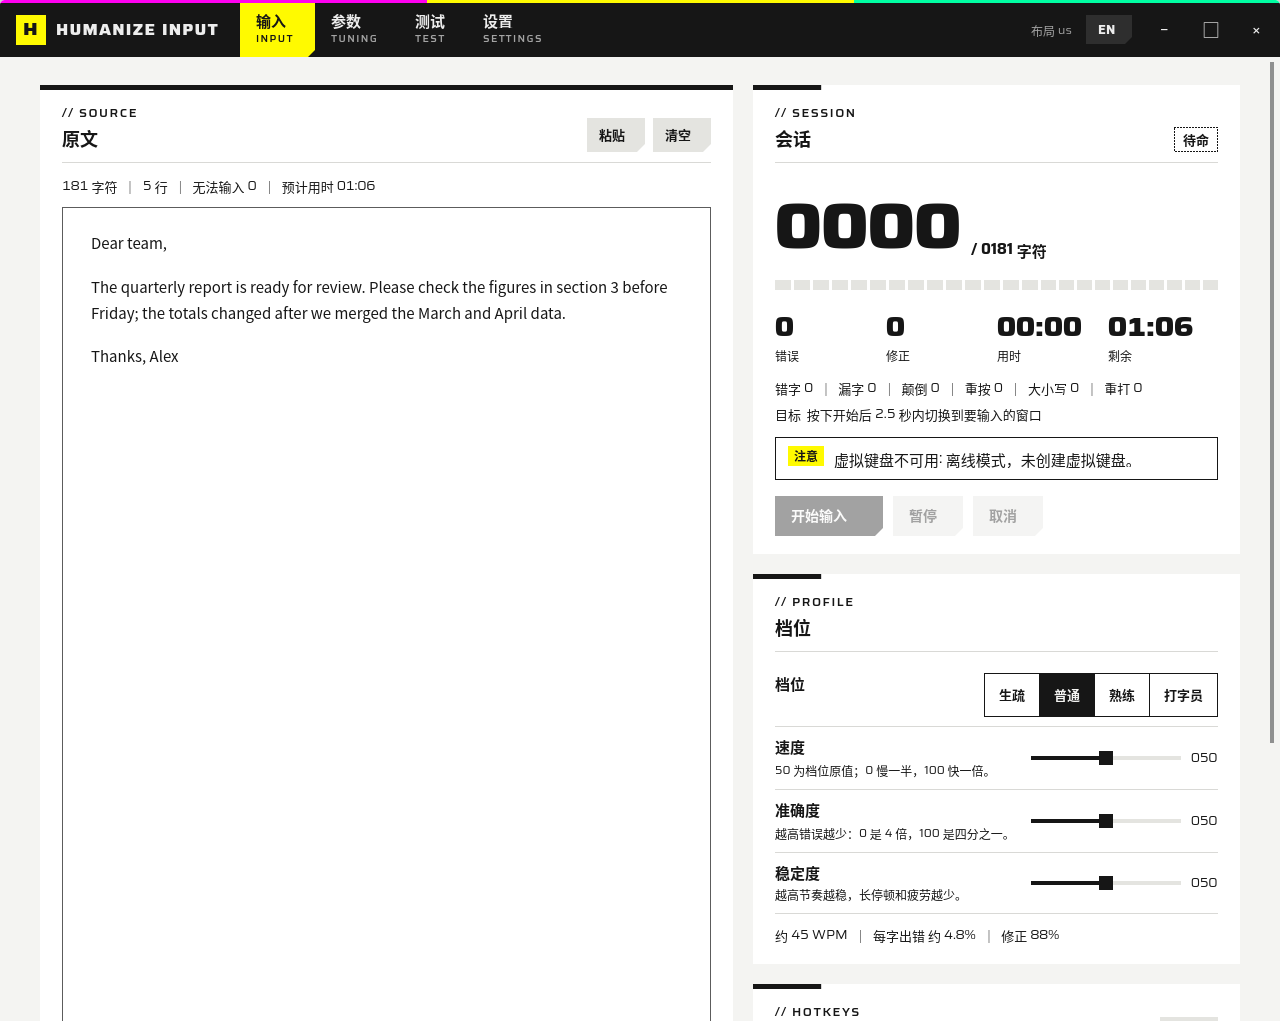 H HUMANIZE INPUT
输入
INPUT
参数
TUNING
测试
TEST
设置
SETTINGS
布局 us
EN
// SOURCE
原文
粘贴
清空
181 字符 | 5 行 | 无法输入 0 | 预计用时 01:06
Dear team,
The quarterly report is ready for review. Please check the figures in section 3 before
Friday; the totals changed after we merged the March and April data.
Thanks, Alex
// SESSION
会话
待命
0000 / 0181 字符
0
错误
0
修正
00:00
用时
01:06
剩余
错字 0 | 漏字 0 | 颠倒 0 | 重按 0 | 大小写 0 | 重打 0
目标 按下开始后 2.5 秒内切换到要输入的窗口
注意 虚拟键盘不可用: 离线模式，未创建虚拟键盘。
开始输入
暂停
取消
// PROFILE
档位
档位
生疏
普通
熟练
打字员
速度
50 为档位原值；0 慢一半，100 快一倍。
050
准确度
越高错误越少：0 是 4 倍，100 是四分之一。
050
稳定度
越高节奏越稳，长停顿和疲劳越少。
050
约 45 WPM | 每字出错 约 4.8% | 修正 88%
// HOTKEYS